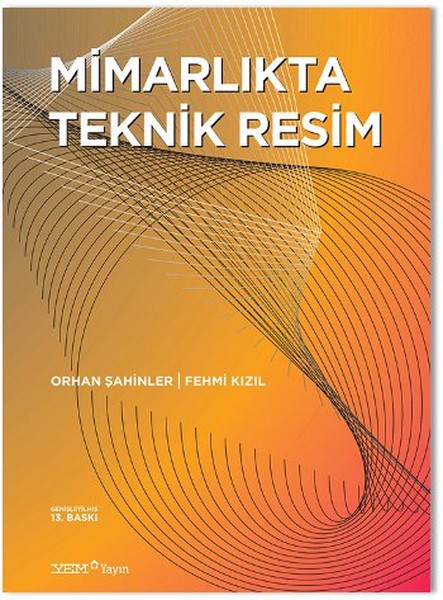 MİMARLIKTA
TEKNİK RESİM
ORHAN ŞAHİNLER | FEHMİ KIZIL
GENİŞLETİLMİŞ
13. BASKI
YEM Yayın